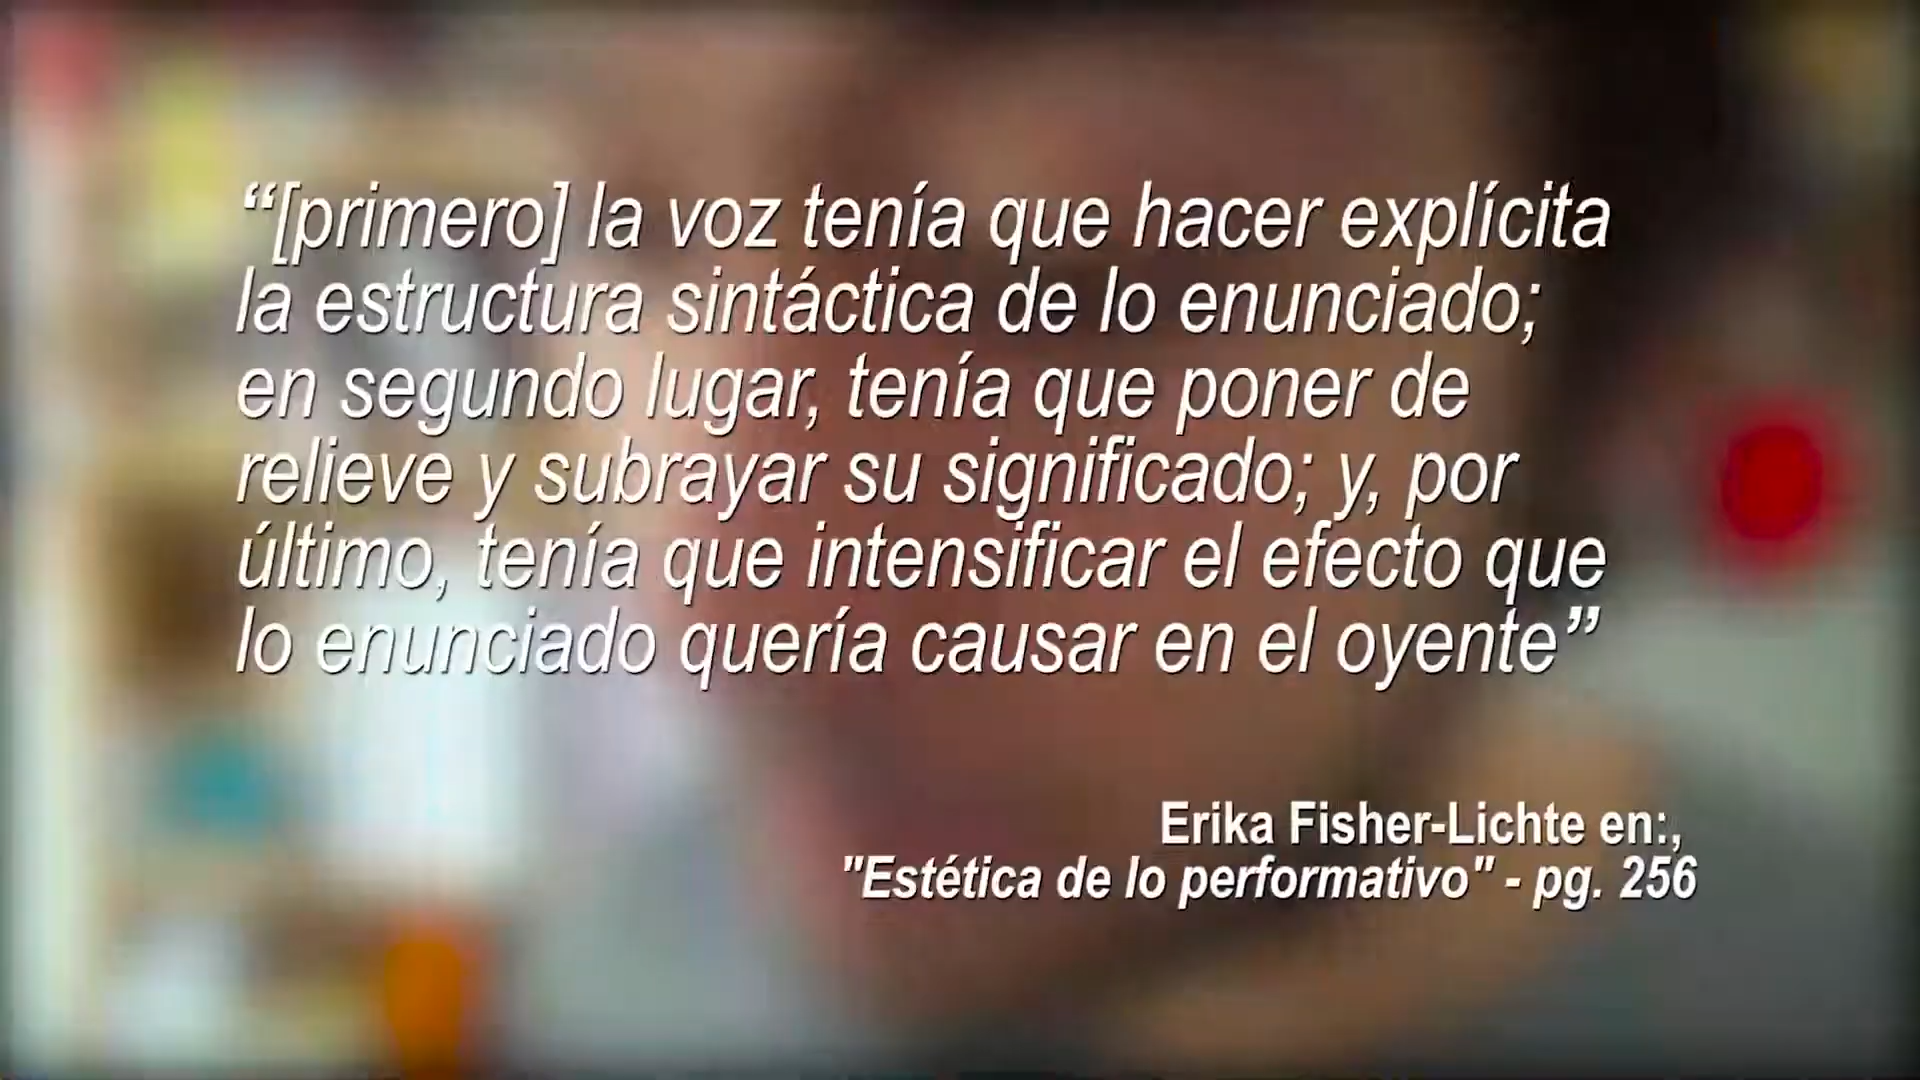 “[primero] la voz tenía que hacer explícita
la estructura sintáctica de lo enunciado;
en segundo lugar, tenía que poner de
relieve y subrayar su significado; y, por
último, tenía que intensificar el efecto que
lo enunciado quería causar en el oyente”
Erika Fisher-Lichte en:,
"Estética de lo performativo" - pg. 256